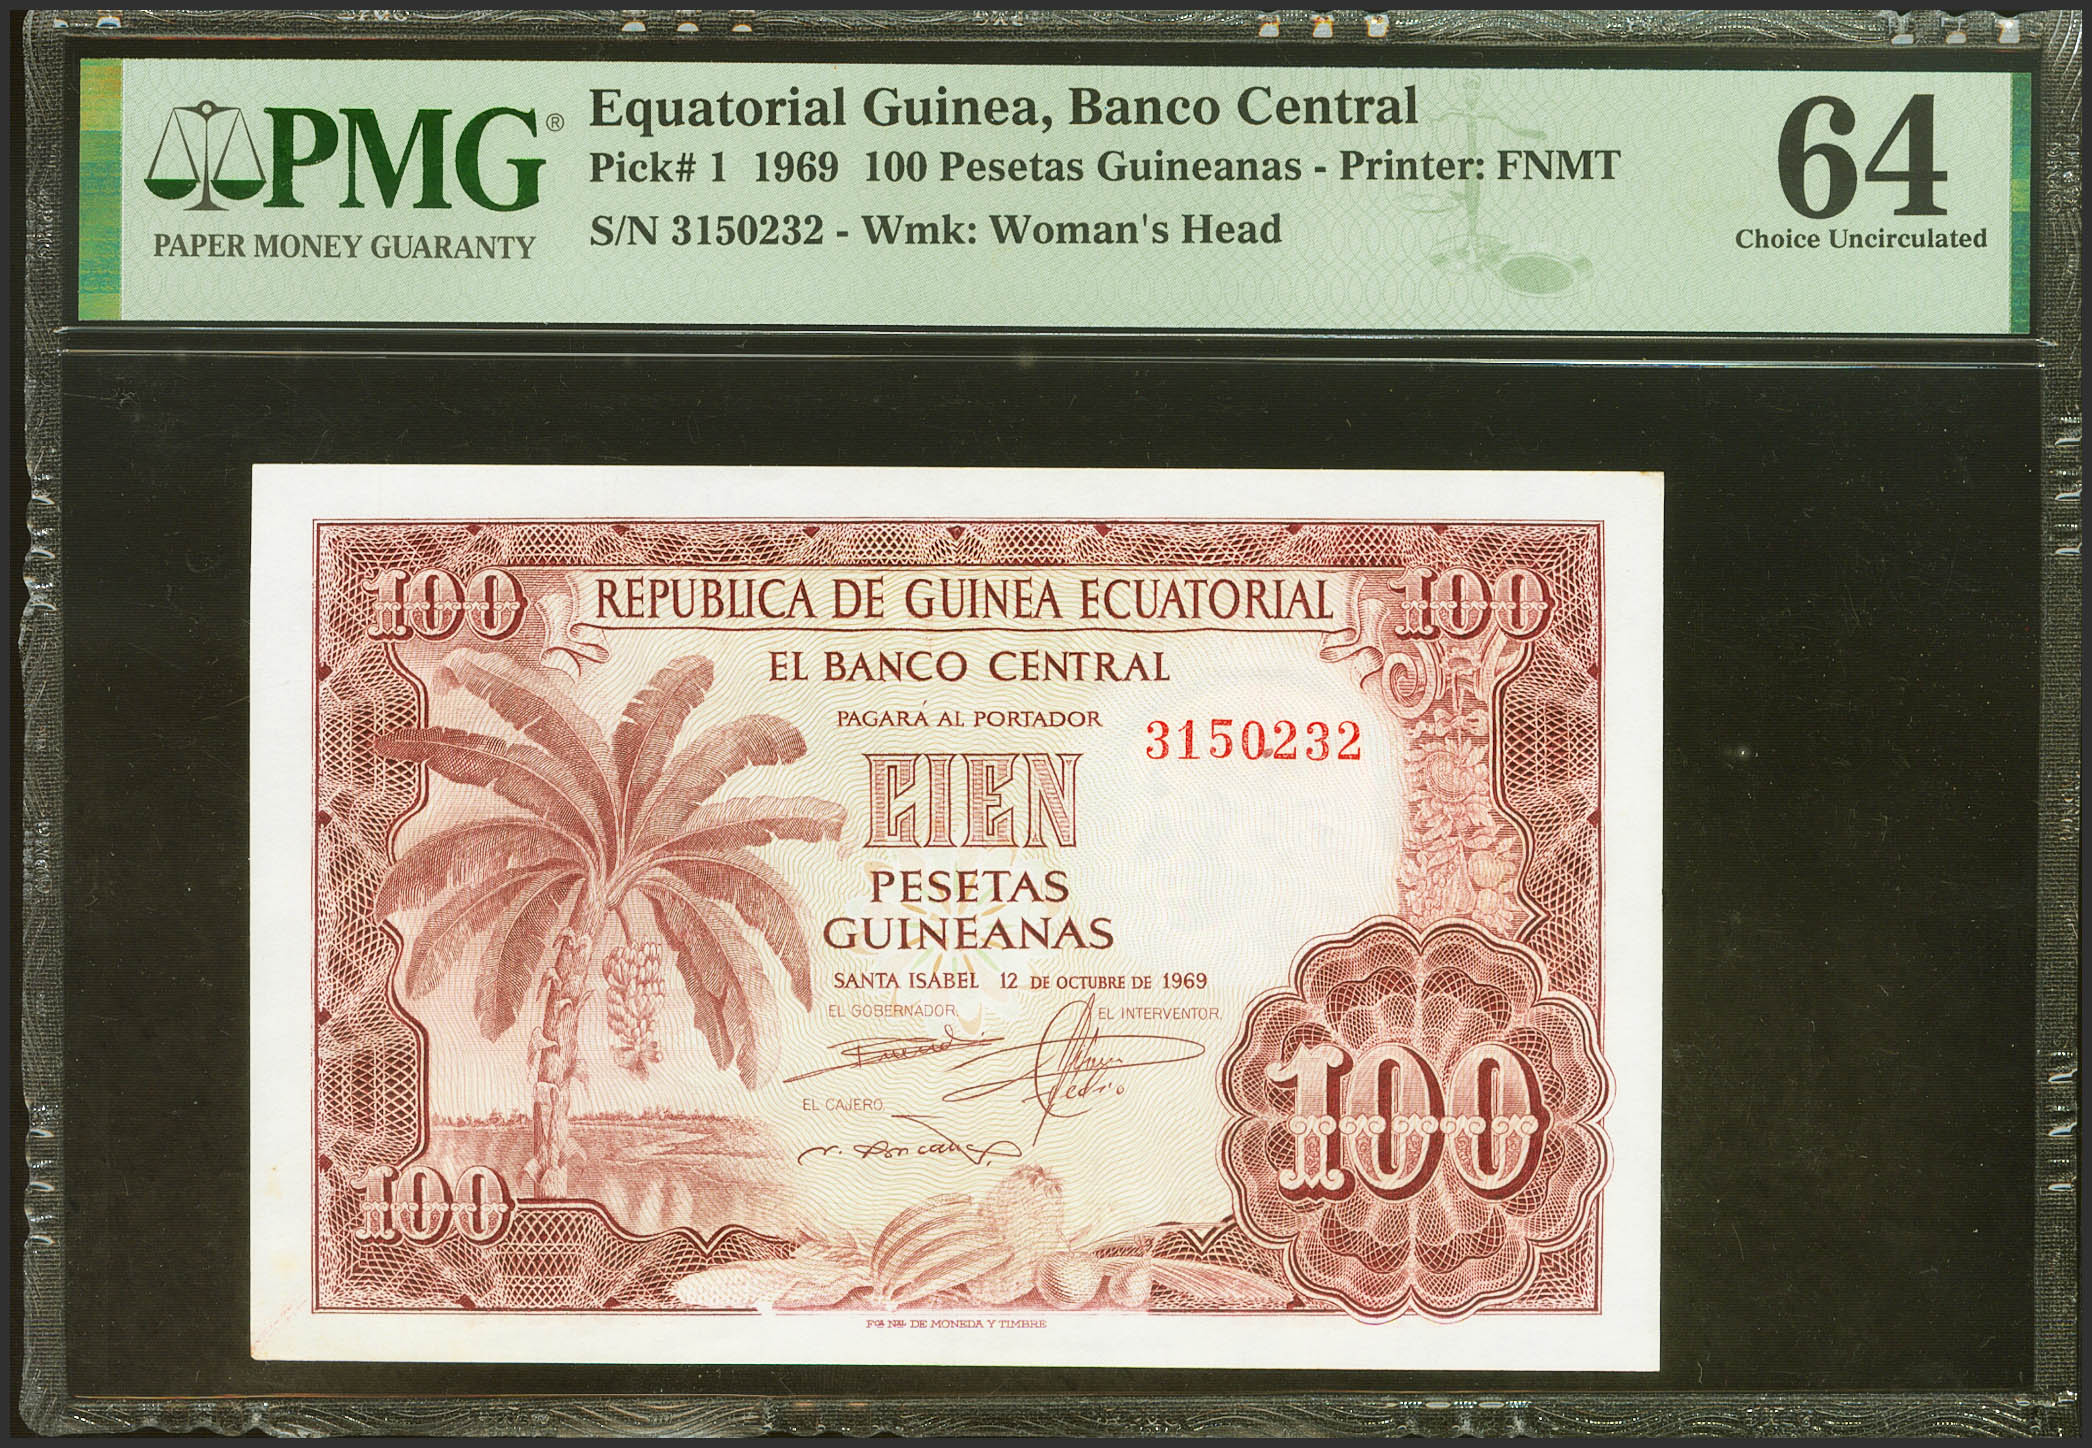 PMG®
PAPER MONEY GUARANTY
Equatorial Guinea, Banco Central
Pick# 1 1969 100 Pesetas Guineanas - Printer: FNMT
S/N 3150232 - Wmk: Woman's Head
64
Choice Uncirculated
100
REPUBLICA DE GUINEA ECUATORIAL
100
EL BANCO CENTRAL
PAGARÁ AL PORTADOR
3150232
CIEN
PESETAS
GUINEANAS
SANTA ISABEL 12 DE OCTUBRE DE 1969
EL GOBERNADOR,
EL INTERVENTOR,
EL CAJERO,
100
100
Fca. Nal. DE MONEDA Y TIMBRE